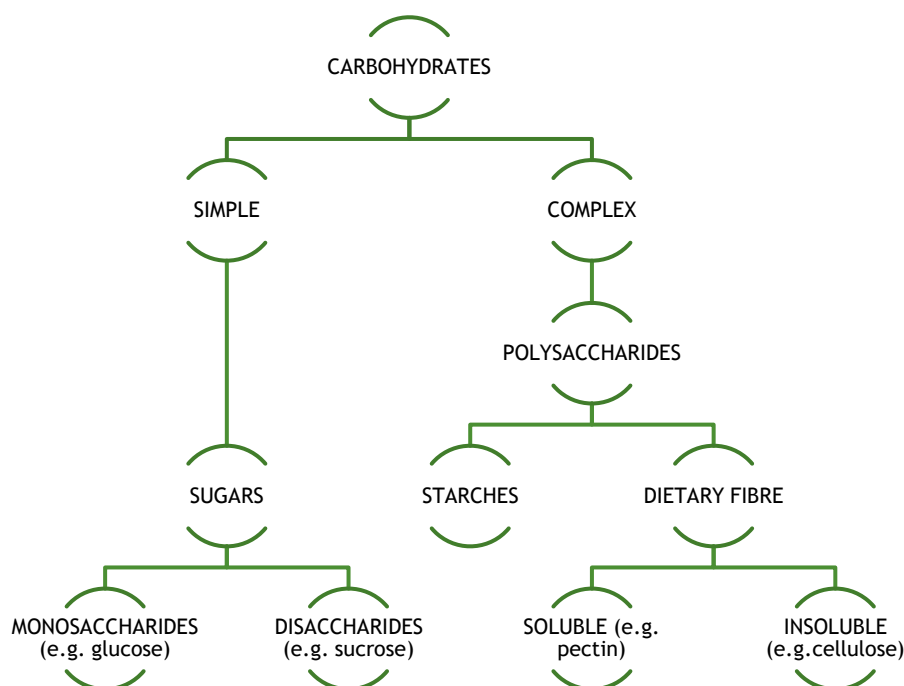 CARBOHYDRATES
SIMPLE
COMPLEX
POLYSACCHARIDES
SUGARS
STARCHES
DIETARY FIBRE
MONOSACCHARIDES
(e.g. glucose)
DISACCHARIDES
(e.g. sucrose)
SOLUBLE (e.g.
pectin)
INSOLUBLE
(e.g.cellulose)